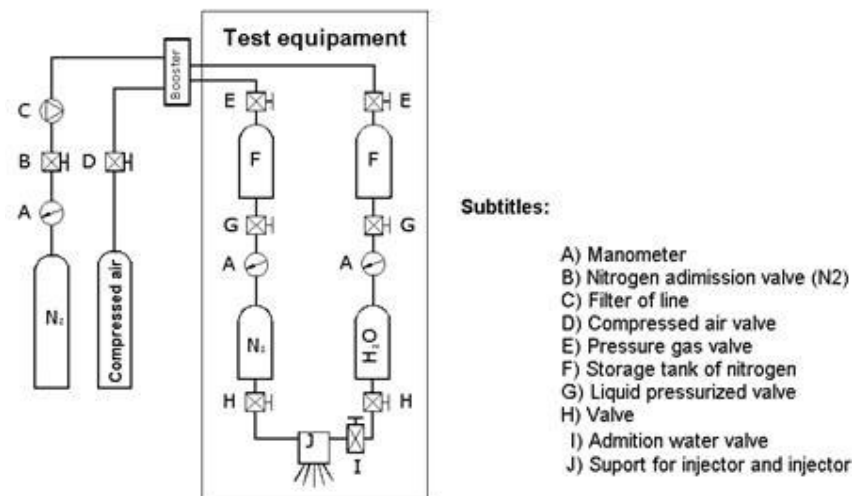 Test equipament
Booster
C
B
A
D
N₂
Compressed air
E
E
F
F
G
G
A
A
N₂
H₂O
H
H
J
I
Subtitles:
A) Manometer
B) Nitrogen adimission valve (N2)
C) Filter of line
D) Compressed air valve
E) Pressure gas valve
F) Storage tank of nitrogen
G) Liquid pressurized valve
H) Valve
I) Admition water valve
J) Suport for injector and injector